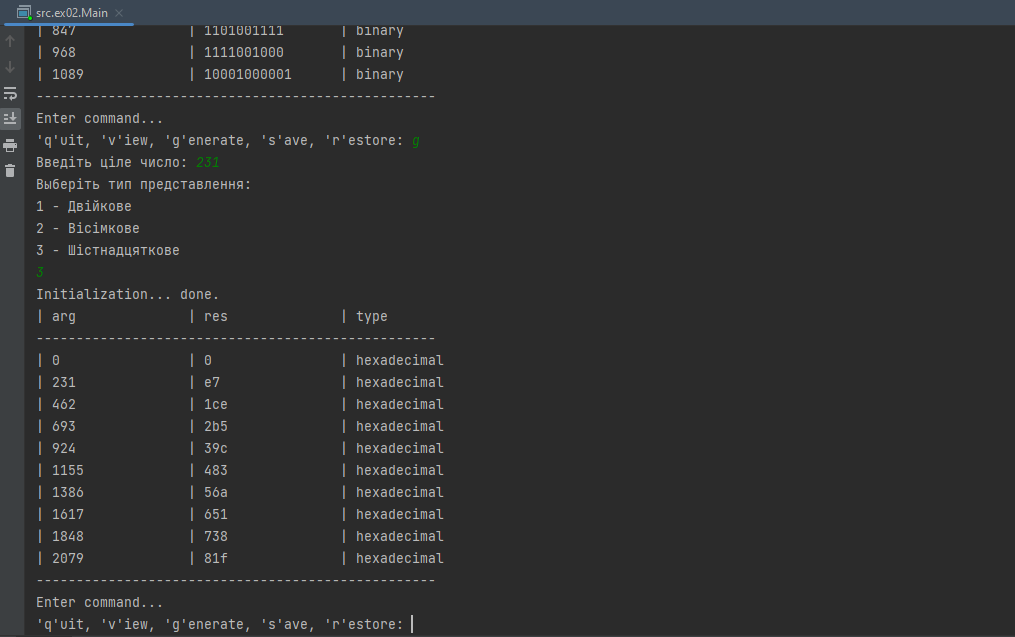 src.ex02.Main
| 847 | 1101001111 | binary
| 968 | 1111001000 | binary
| 1089 | 10001000001 | binary
--------------------------------------------------
Enter command...
'q'uit, 'v'iew, 'g'enerate, 's'ave, 'r'estore: g
Введіть ціле число: 231
Выберіть тип представлення:
1 - Двійкове
2 - Вісімкове
3 - Шістнадцяткове
3
Initialization... done.
| arg | res | type
--------------------------------------------------
| 0 | 0 | hexadecimal
| 231 | e7 | hexadecimal
| 462 | 1ce | hexadecimal
| 693 | 2b5 | hexadecimal
| 924 | 39c | hexadecimal
| 1155 | 483 | hexadecimal
| 1386 | 56a | hexadecimal
| 1617 | 651 | hexadecimal
| 1848 | 738 | hexadecimal
| 2079 | 81f | hexadecimal
--------------------------------------------------
Enter command...
'q'uit, 'v'iew, 'g'enerate, 's'ave, 'r'estore: